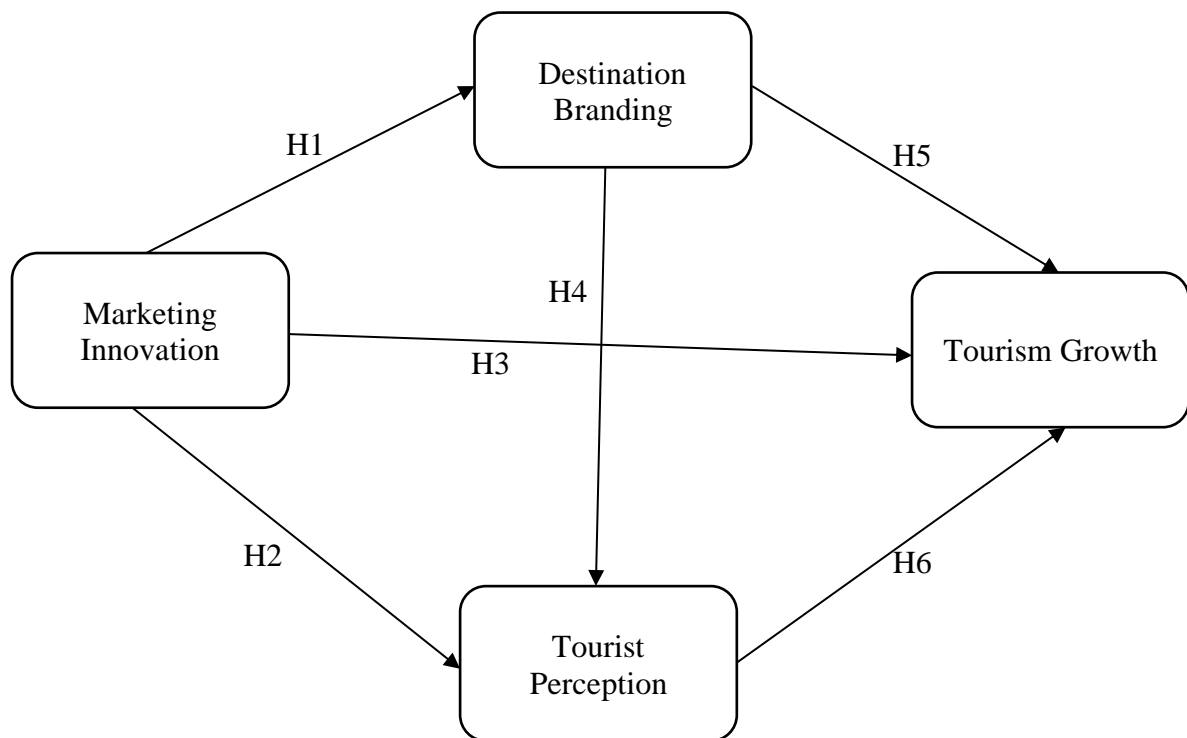 Destination
Branding
H1
H5
Marketing
Innovation
H4
H3
Tourism Growth
H2
H6
Tourist
Perception